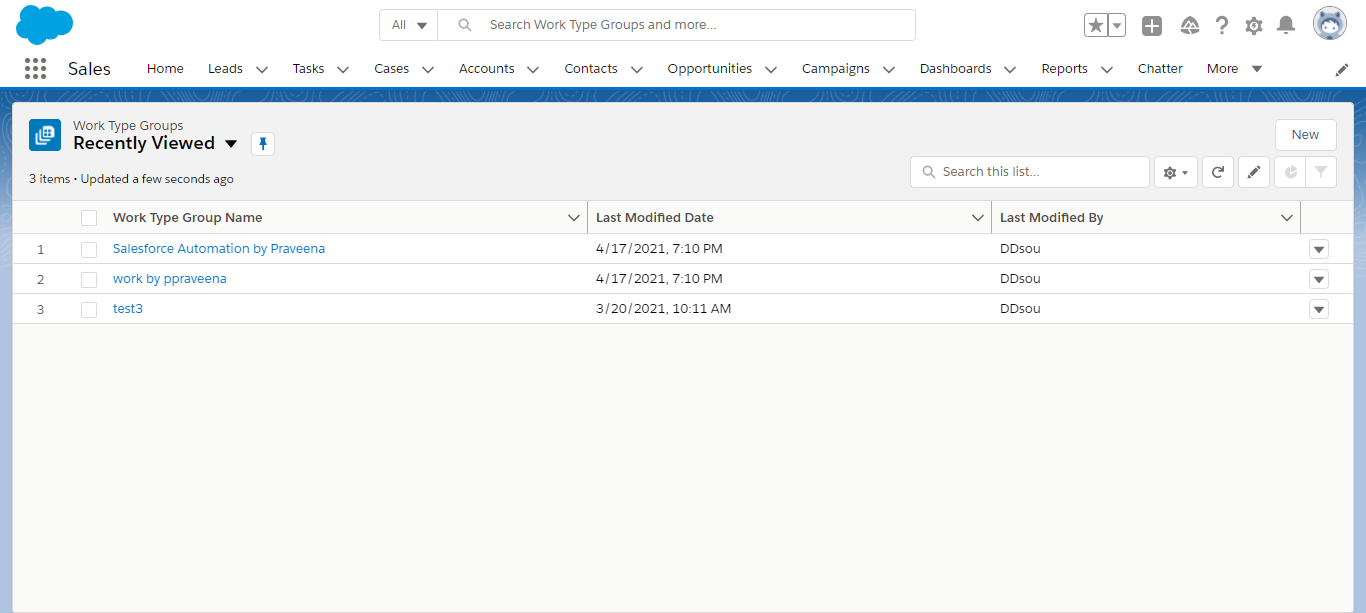 All
Search Work Type Groups and more...
Sales Home Leads Tasks Cases Accounts Contacts Opportunities Campaigns Dashboards Reports Chatter More
Work Type Groups
Recently Viewed
New
3 items • Updated a few seconds ago
Search this list...
Work Type Group Name Last Modified Date Last Modified By
1 Salesforce Automation by Praveena 4/17/2021, 7:10 PM DDsou
2 work by ppraveena 4/17/2021, 7:10 PM DDsou
3 test3 3/20/2021, 10:11 AM DDsou